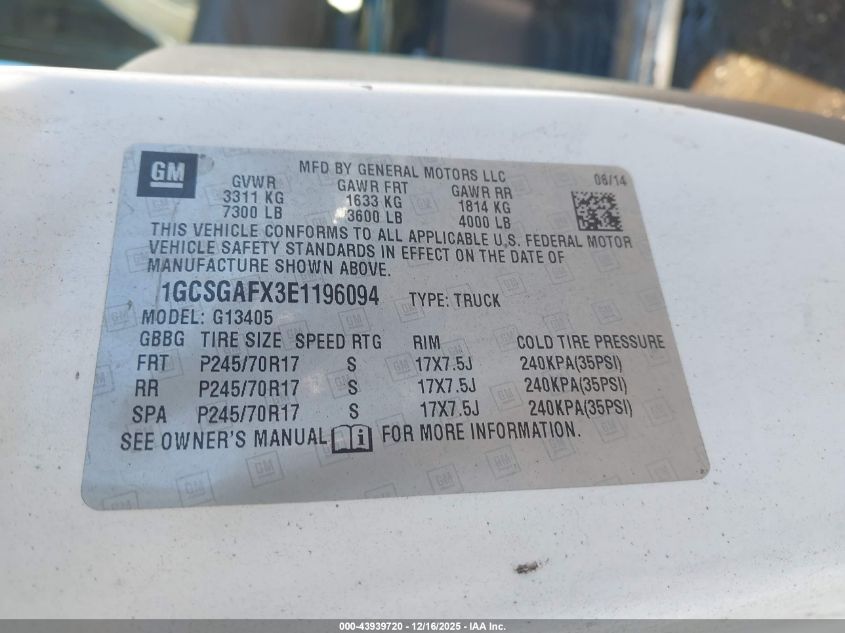 GM
MFD BY GENERAL MOTORS LLC 08/14
GVWR GAWR FRT GAWR RR
3311 KG 1633 KG 1814 KG
7300 LB 3600 LB 4000 LB
THIS VEHICLE CONFORMS TO ALL APPLICABLE U.S. FEDERAL MOTOR
VEHICLE SAFETY STANDARDS IN EFFECT ON THE DATE OF
MANUFACTURE SHOWN ABOVE.
1GCSGAFX3E1196094 TYPE: TRUCK
MODEL: G13405
GBBG TIRE SIZE SPEED RTG RIM COLD TIRE PRESSURE
FRT P245/70R17 S 17X7.5J 240KPA(35PSI)
RR P245/70R17 S 17X7.5J 240KPA(35PSI)
SPA P245/70R17 S 17X7.5J 240KPA(35PSI)
SEE OWNER'S MANUAL FOR MORE INFORMATION.
000-43939720 - 12/16/2025 - IAA Inc.